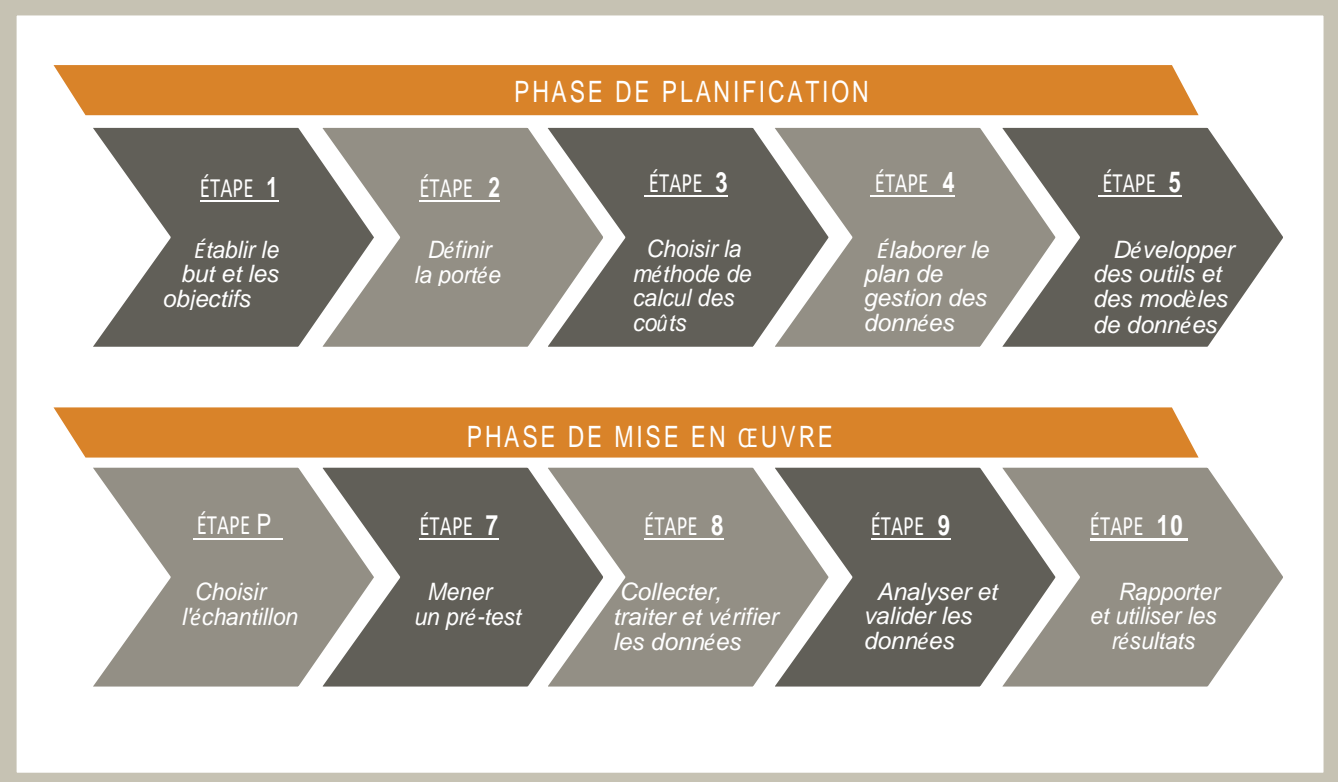 PHASE DE PLANIFICATION
ÉTAPE 1
Établir le
but et les
objectifs
ÉTAPE 2
Définir
la portée
ÉTAPE 3
Choisir la
méthode de
calcul des
coûts
ÉTAPE 4
Élaborer le
plan de
gestion des
données
ÉTAPE 5
Développer
des outils et
des modèles
de données
PHASE DE MISE EN ŒUVRE
ÉTAPE P
Choisir
l'échantillon
ÉTAPE 7
Mener
un pré-test
ÉTAPE 8
Collecter,
traiter et vérifier
les données
ÉTAPE 9
Analyser et
valider les
données
ÉTAPE 10
Rapporter
et utiliser les
résultats